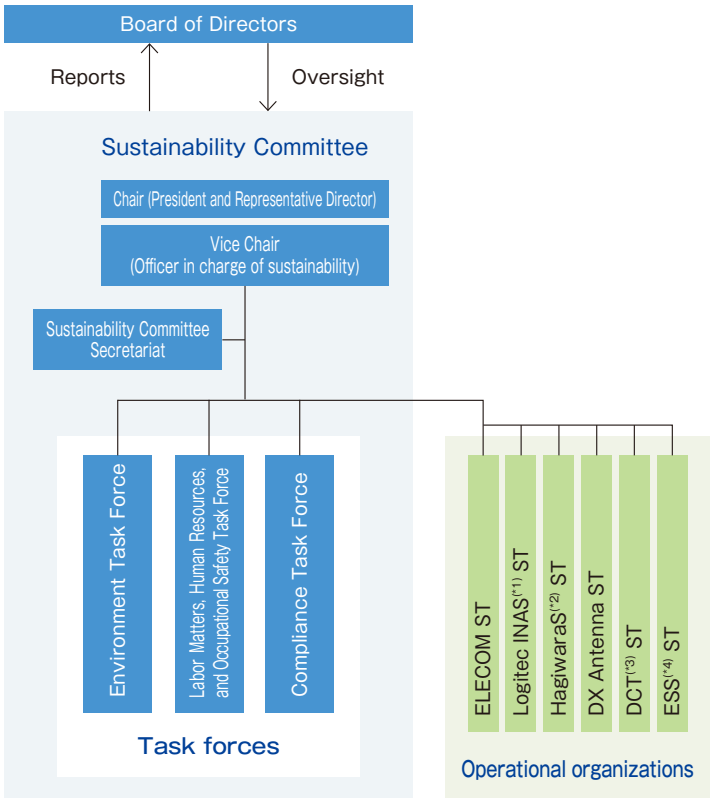 Board of Directors
Reports
Oversight
Sustainability Committee
Chair (President and Representative Director)
Vice Chair
(Officer in charge of sustainability)
Sustainability Committee
Secretariat
Environment Task Force
Labor Matters, Human Resources,
and Occupational Safety Task Force
Compliance Task Force
Task forces
ELECOM ST
Logitec INAS(*1) ST
HagiwaraS(*2) ST
DX Antenna ST
DCT(*3) ST
ESS(*4) ST
Operational organizations